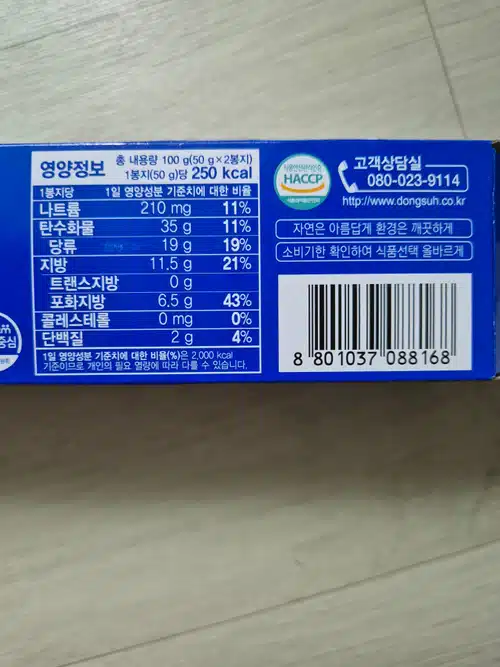 영양정보
총 내용량 100 g(50 g×2봉지)
1봉지(50 g)당 250 kcal
1봉지당 1일 영양성분 기준치에 대한 비율
나트륨 210 mg 11%
탄수화물 35 g 11%
당류 19 g 19%
지방 11.5 g 21%
트랜스지방 0 g
포화지방 6.5 g 43%
콜레스테롤 0 mg 0%
단백질 2 g 4%
1일 영양성분 기준치에 대한 비율(%)은 2,000 kcal
기준이므로 개인의 필요 열량에 따라 다를 수 있습니다.
HACCP
고객상담실
080-023-9114
http://www.dongsuh.co.kr
자연은 아름답게 환경은 깨끗하게
소비기한 확인하여 식품선택 올바르게
8 801037 088168
중심